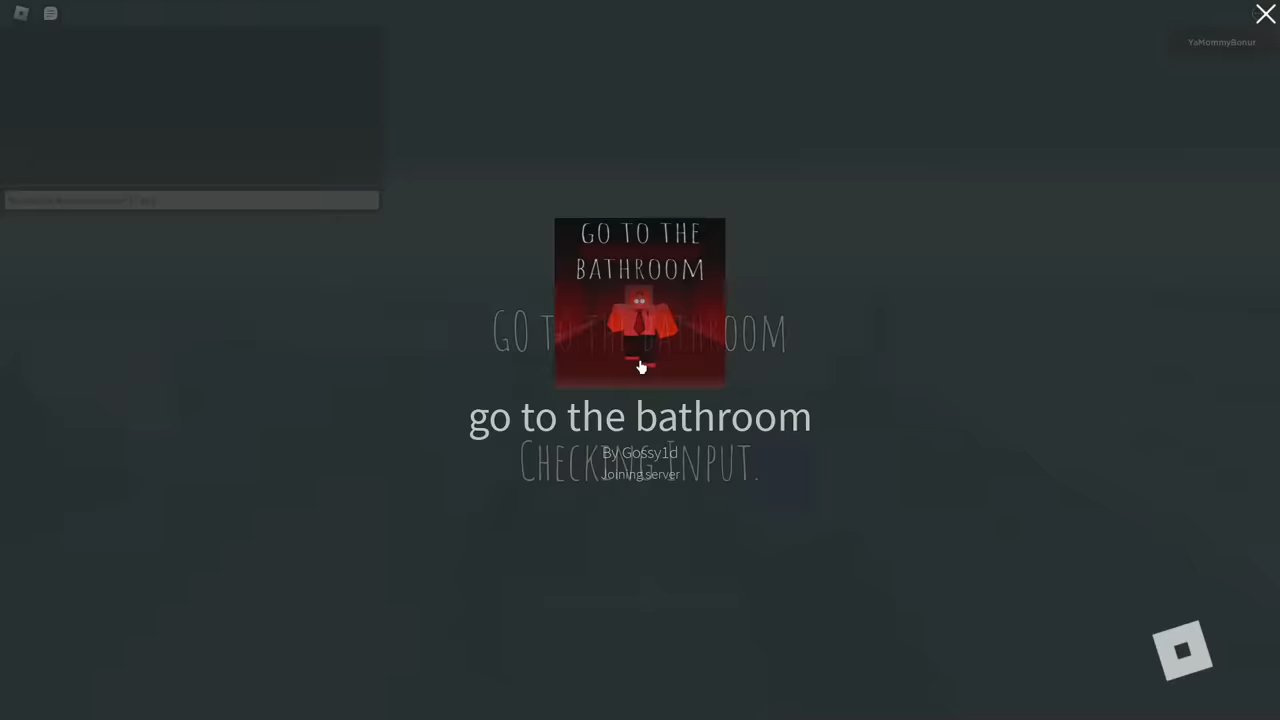 YaMommyBonur
GO TO THE
BATHROOM
GO TO THE BATHROOM
go to the bathroom
By Gossy1d
Checking Input.
Joining server